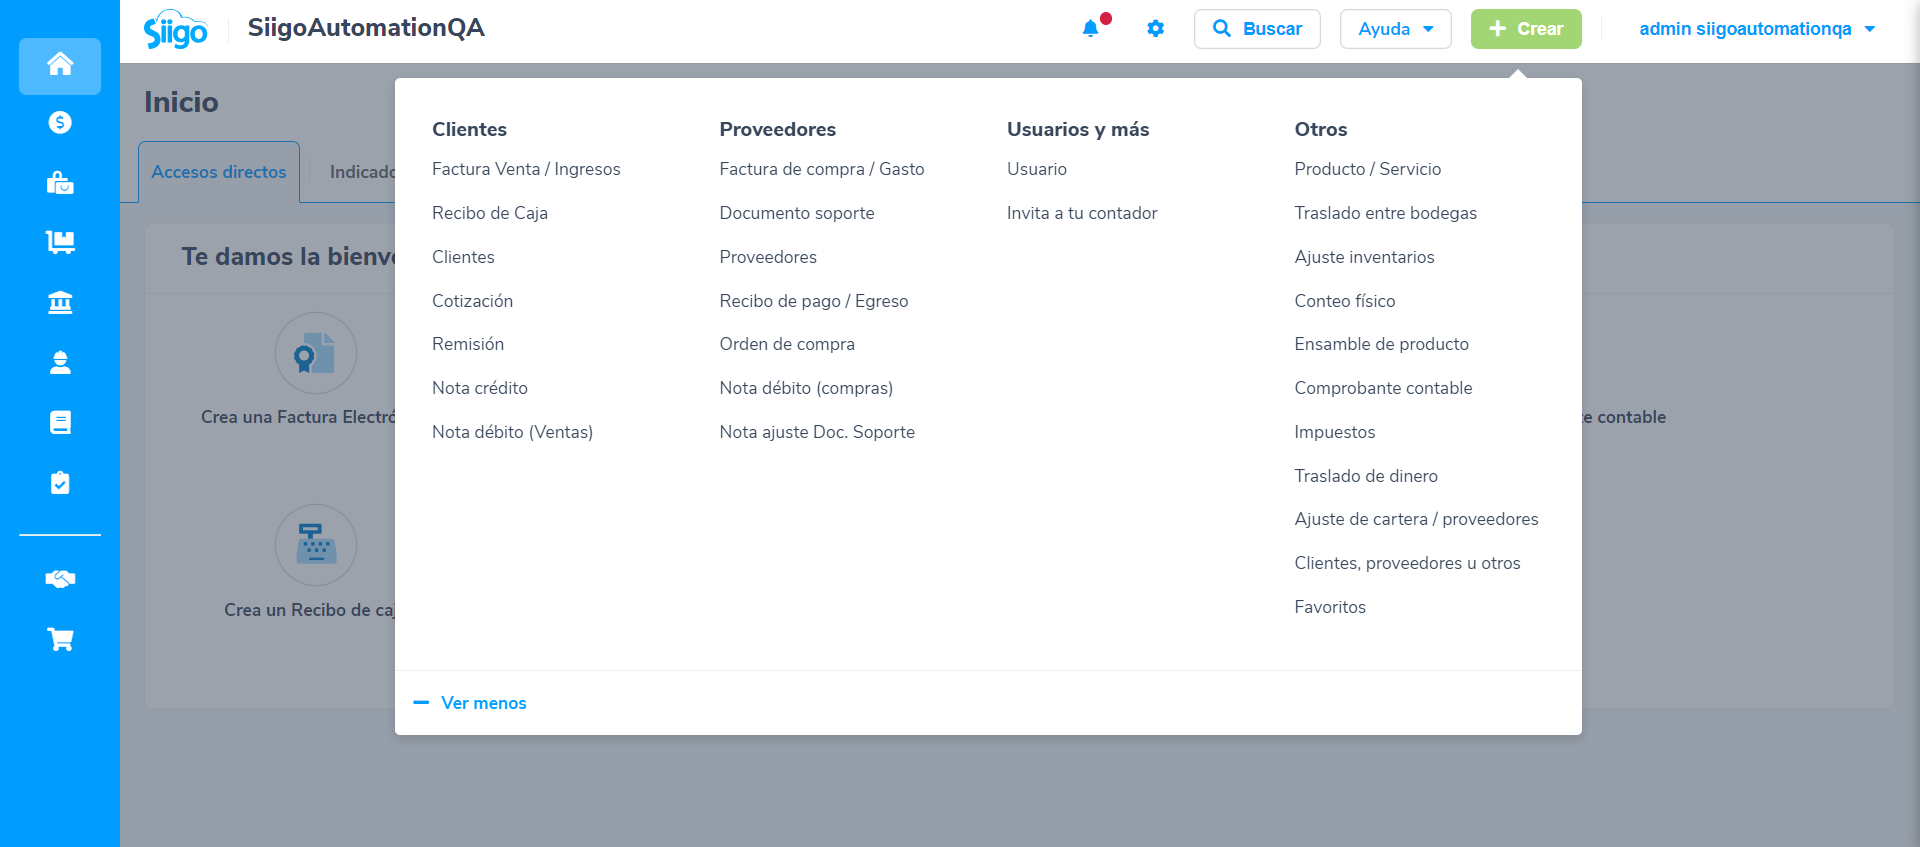 Siigo
SiigoAutomationQA
Buscar
Ayuda
Crear
admin siigoautomationqa
Inicio
Accesos directos
Te damos la
Crea una Factura
Crea un Recibo de
contable
Clientes
Factura Venta / Ingresos
Recibo de Caja
Clientes
Cotización
Remisión
Nota crédito
Nota débito (Ventas)
Proveedores
Factura de compra / Gasto
Documento soporte
Proveedores
Recibo de pago / Egreso
Orden de compra
Nota débito (compras)
Nota ajuste Doc. Soporte
Usuarios y más
Usuario
Invita a tu contador
Otros
Producto / Servicio
Traslado entre bodegas
Ajuste inventarios
Conteo físico
Ensamble de producto
Comprobante contable
Impuestos
Traslado de dinero
Ajuste de cartera / proveedores
Clientes, proveedores u otros
Favoritos
Ver menos